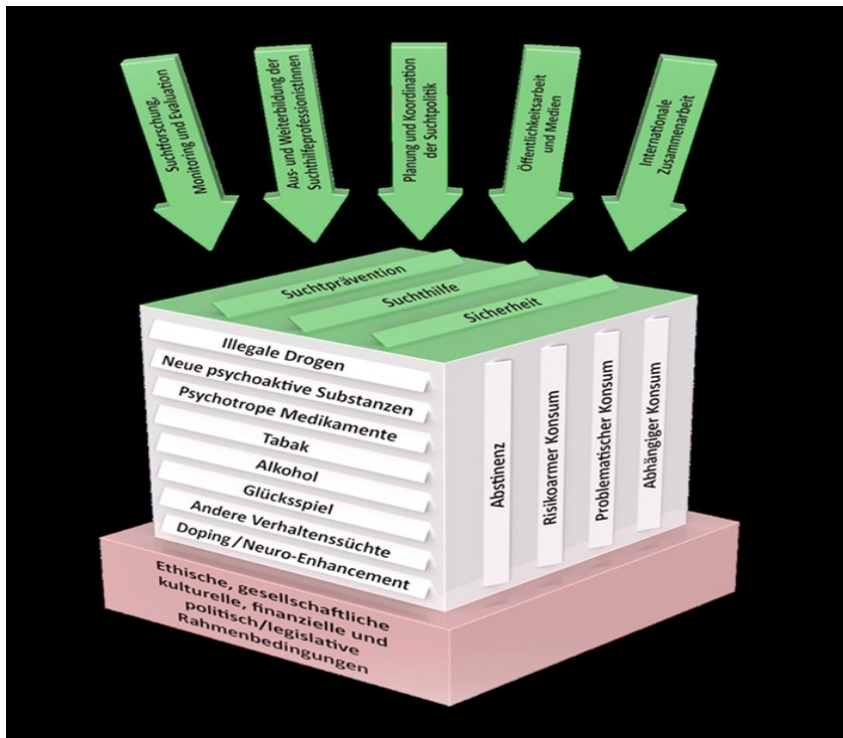 Suchtforschung,
Monitoring und Evaluation
Aus- und Weiterbildung der
SuchthilfeprofessionistInnen
Planung und Koordination
der Suchtpolitik
Öffentlichkeitsarbeit
und Medien
Internationale
Zusammenarbeit
Suchtprävention
Suchthilfe
Sicherheit
Illegale Drogen
Neue psychoaktive Substanzen
Psychotrope Medikamente
Tabak
Alkohol
Glücksspiel
Andere Verhaltenssüchte
Doping/Neuro-Enhancement
Abstinenz
Risikoarmer Konsum
Problematischer Konsum
Abhängiger Konsum
Ethische, gesellschaftliche
kulturelle, finanzielle und
politisch/legislative
Rahmenbedingungen